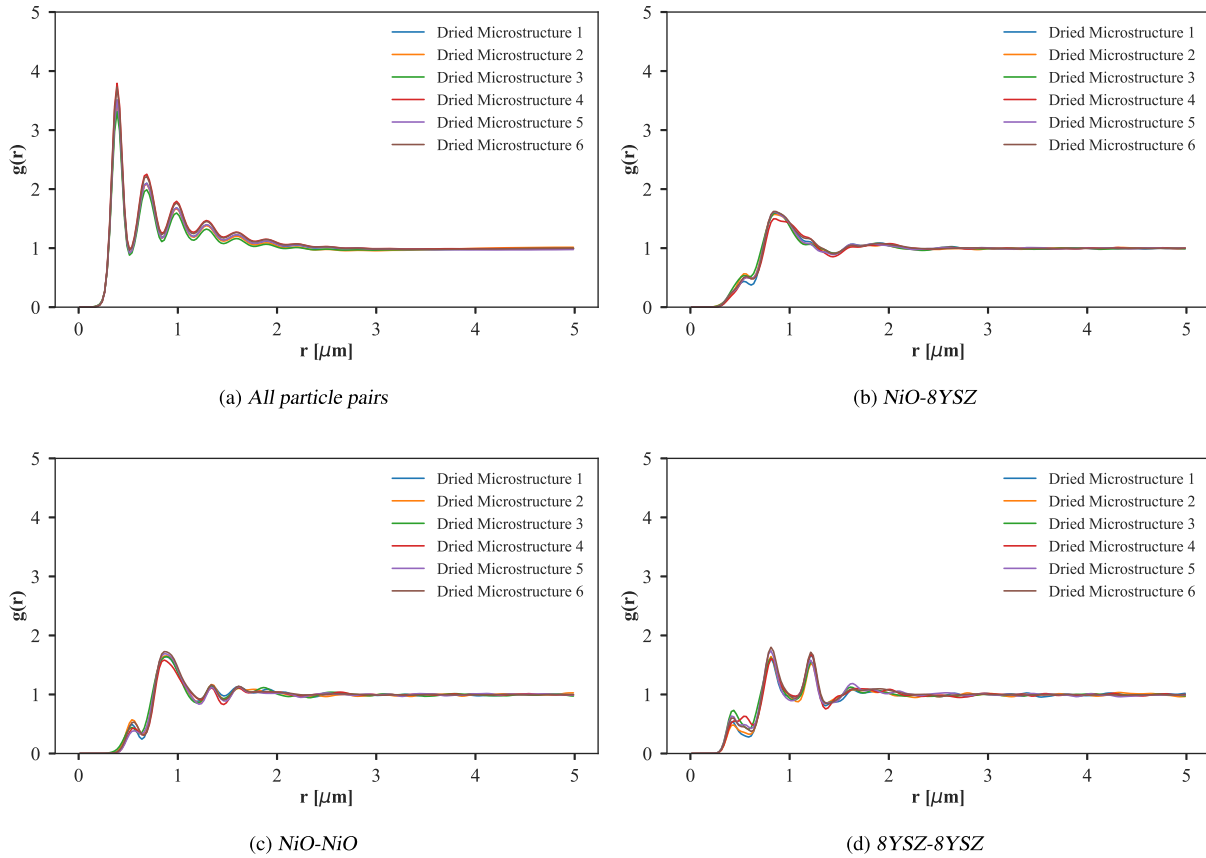 5
4
3
2
1
0
g(r)
0 1 2 3 4 5
r [μm]
Dried Microstructure 1
Dried Microstructure 2
Dried Microstructure 3
Dried Microstructure 4
Dried Microstructure 5
Dried Microstructure 6
(a) All particle pairs
5
4
3
2
1
0
g(r)
0 1 2 3 4 5
r [μm]
Dried Microstructure 1
Dried Microstructure 2
Dried Microstructure 3
Dried Microstructure 4
Dried Microstructure 5
Dried Microstructure 6
(b) NiO-8YSZ
5
4
3
2
1
0
g(r)
0 1 2 3 4 5
r [μm]
Dried Microstructure 1
Dried Microstructure 2
Dried Microstructure 3
Dried Microstructure 4
Dried Microstructure 5
Dried Microstructure 6
(c) NiO-NiO
5
4
3
2
1
0
g(r)
0 1 2 3 4 5
r [μm]
Dried Microstructure 1
Dried Microstructure 2
Dried Microstructure 3
Dried Microstructure 4
Dried Microstructure 5
Dried Microstructure 6
(d) 8YSZ-8YSZ